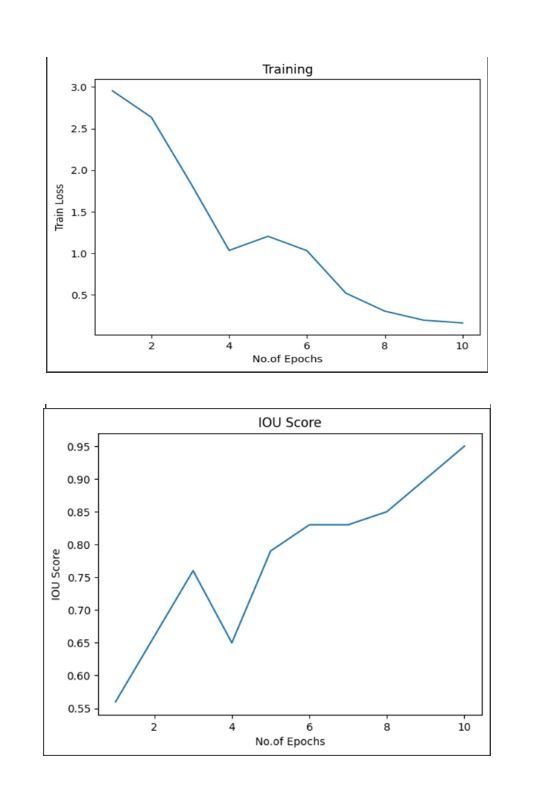 Training
3.0
2.5
2.0
1.5
1.0
0.5
Train Loss
2 4 6 8 10
No.of Epochs
IOU Score
0.95
0.90
0.85
0.80
0.75
0.70
0.65
0.60
0.55
IOU Score
2 4 6 8 10
No.of Epochs